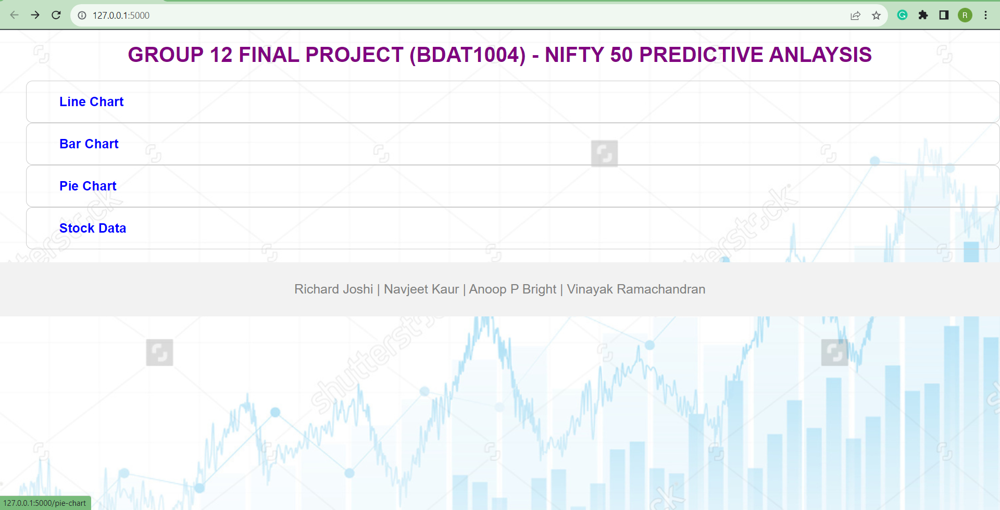 127.0.0.1:5000
R
GROUP 12 FINAL PROJECT (BDAT1004) - NIFTY 50 PREDICTIVE ANLAYSIS
Line Chart
Bar Chart
Pie Chart
Stock Data
shutterstock
Richard Joshi | Navjeet Kaur | Anoop P Bright | Vinayak Ramachandran
127.0.0.1:5000/pie-chart